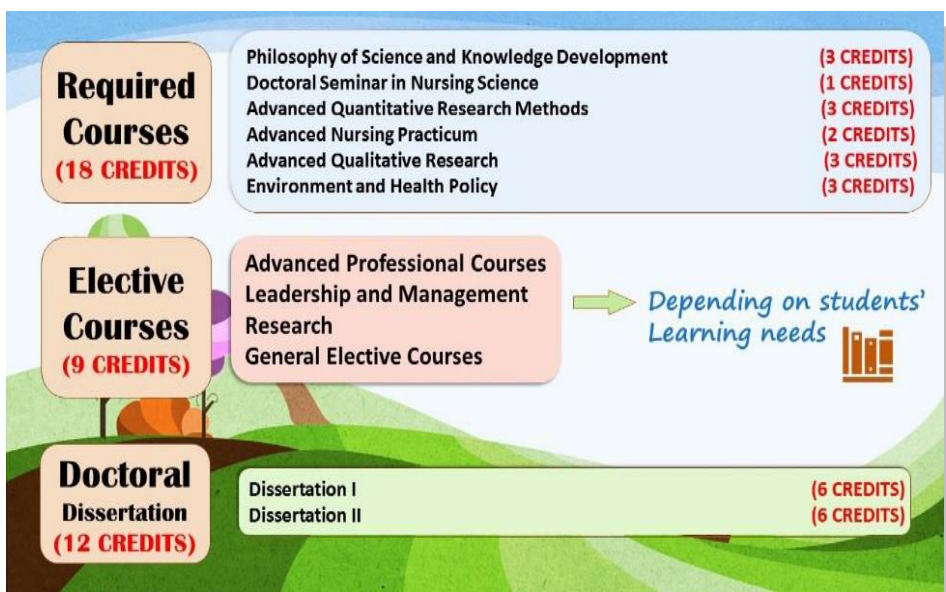 Required
Courses
(18 CREDITS)
Philosophy of Science and Knowledge Development (3 CREDITS)
Doctoral Seminar in Nursing Science (1 CREDITS)
Advanced Quantitative Research Methods (3 CREDITS)
Advanced Nursing Practicum (2 CREDITS)
Advanced Qualitative Research (3 CREDITS)
Environment and Health Policy (3 CREDITS)
Elective
Courses
(9 CREDITS)
Advanced Professional Courses
Leadership and Management
Research
General Elective Courses
Depending on students'
Learning needs
Doctoral
Dissertation
(12 CREDITS)
Dissertation I (6 CREDITS)
Dissertation II (6 CREDITS)